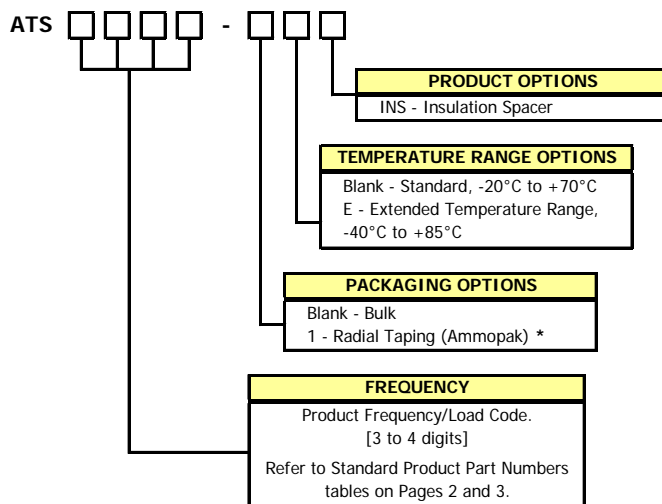 ATS -
PRODUCT OPTIONS
INS - Insulation Spacer
TEMPERATURE RANGE OPTIONS
Blank - Standard, -20°C to +70°C
E - Extended Temperature Range,
-40°C to +85°C
PACKAGING OPTIONS
Blank - Bulk
1 - Radial Taping (Ammopak) *
FREQUENCY
Product Frequency/Load Code.
[3 to 4 digits]
Refer to Standard Product Part Numbers
tables on Pages 2 and 3.